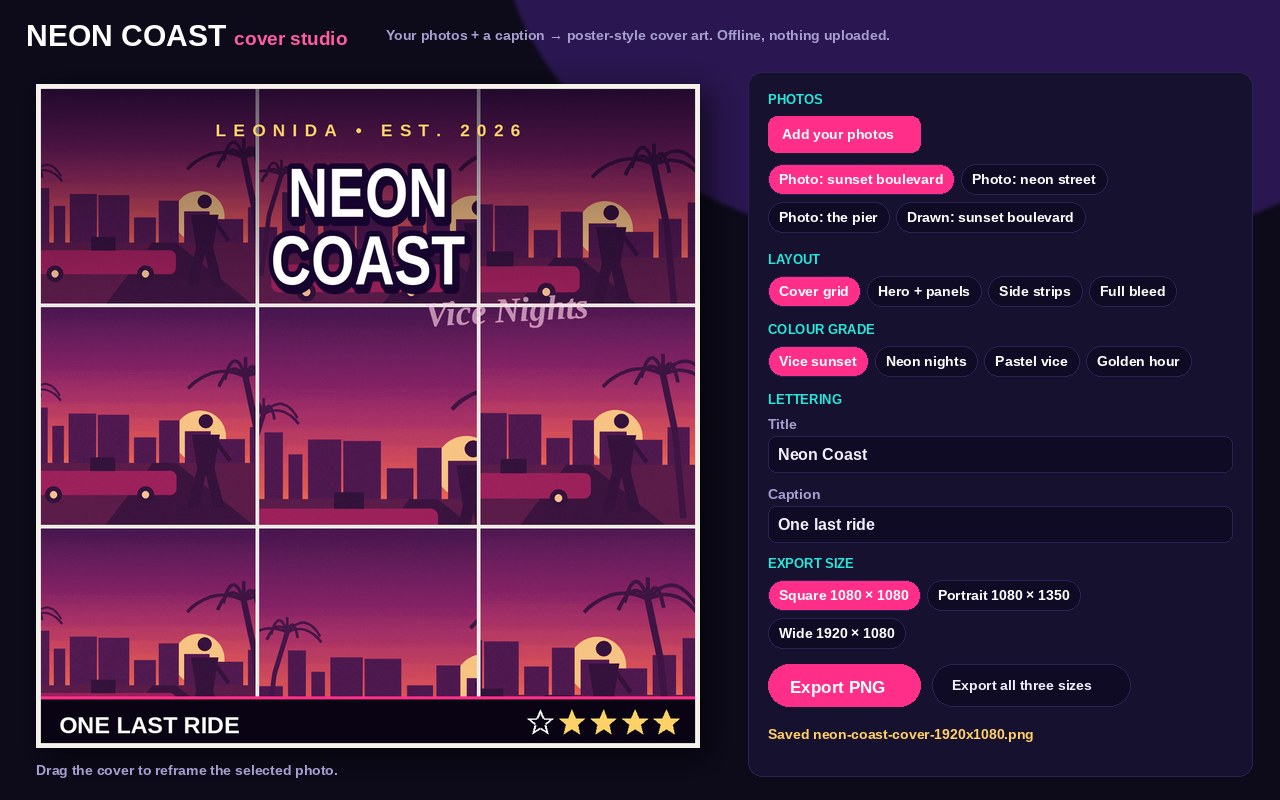 NEON COAST cover studio
Your photos + a caption → poster-style cover art. Offline, nothing uploaded.
LEONIDA • EST. 2026
NEON
COAST
Vice Nights
ONE LAST RIDE
Drag the cover to reframe the selected photo.
PHOTOS
Add your photos
Photo: sunset boulevard
Photo: neon street
Photo: the pier
Drawn: sunset boulevard
LAYOUT
Cover grid
Hero + panels
Side strips
Full bleed
COLOUR GRADE
Vice sunset
Neon nights
Pastel vice
Golden hour
LETTERING
Title
Neon Coast
Caption
One last ride
EXPORT SIZE
Square 1080 × 1080
Portrait 1080 × 1350
Wide 1920 × 1080
Export PNG
Export all three sizes
Saved neon-coast-cover-1920x1080.png